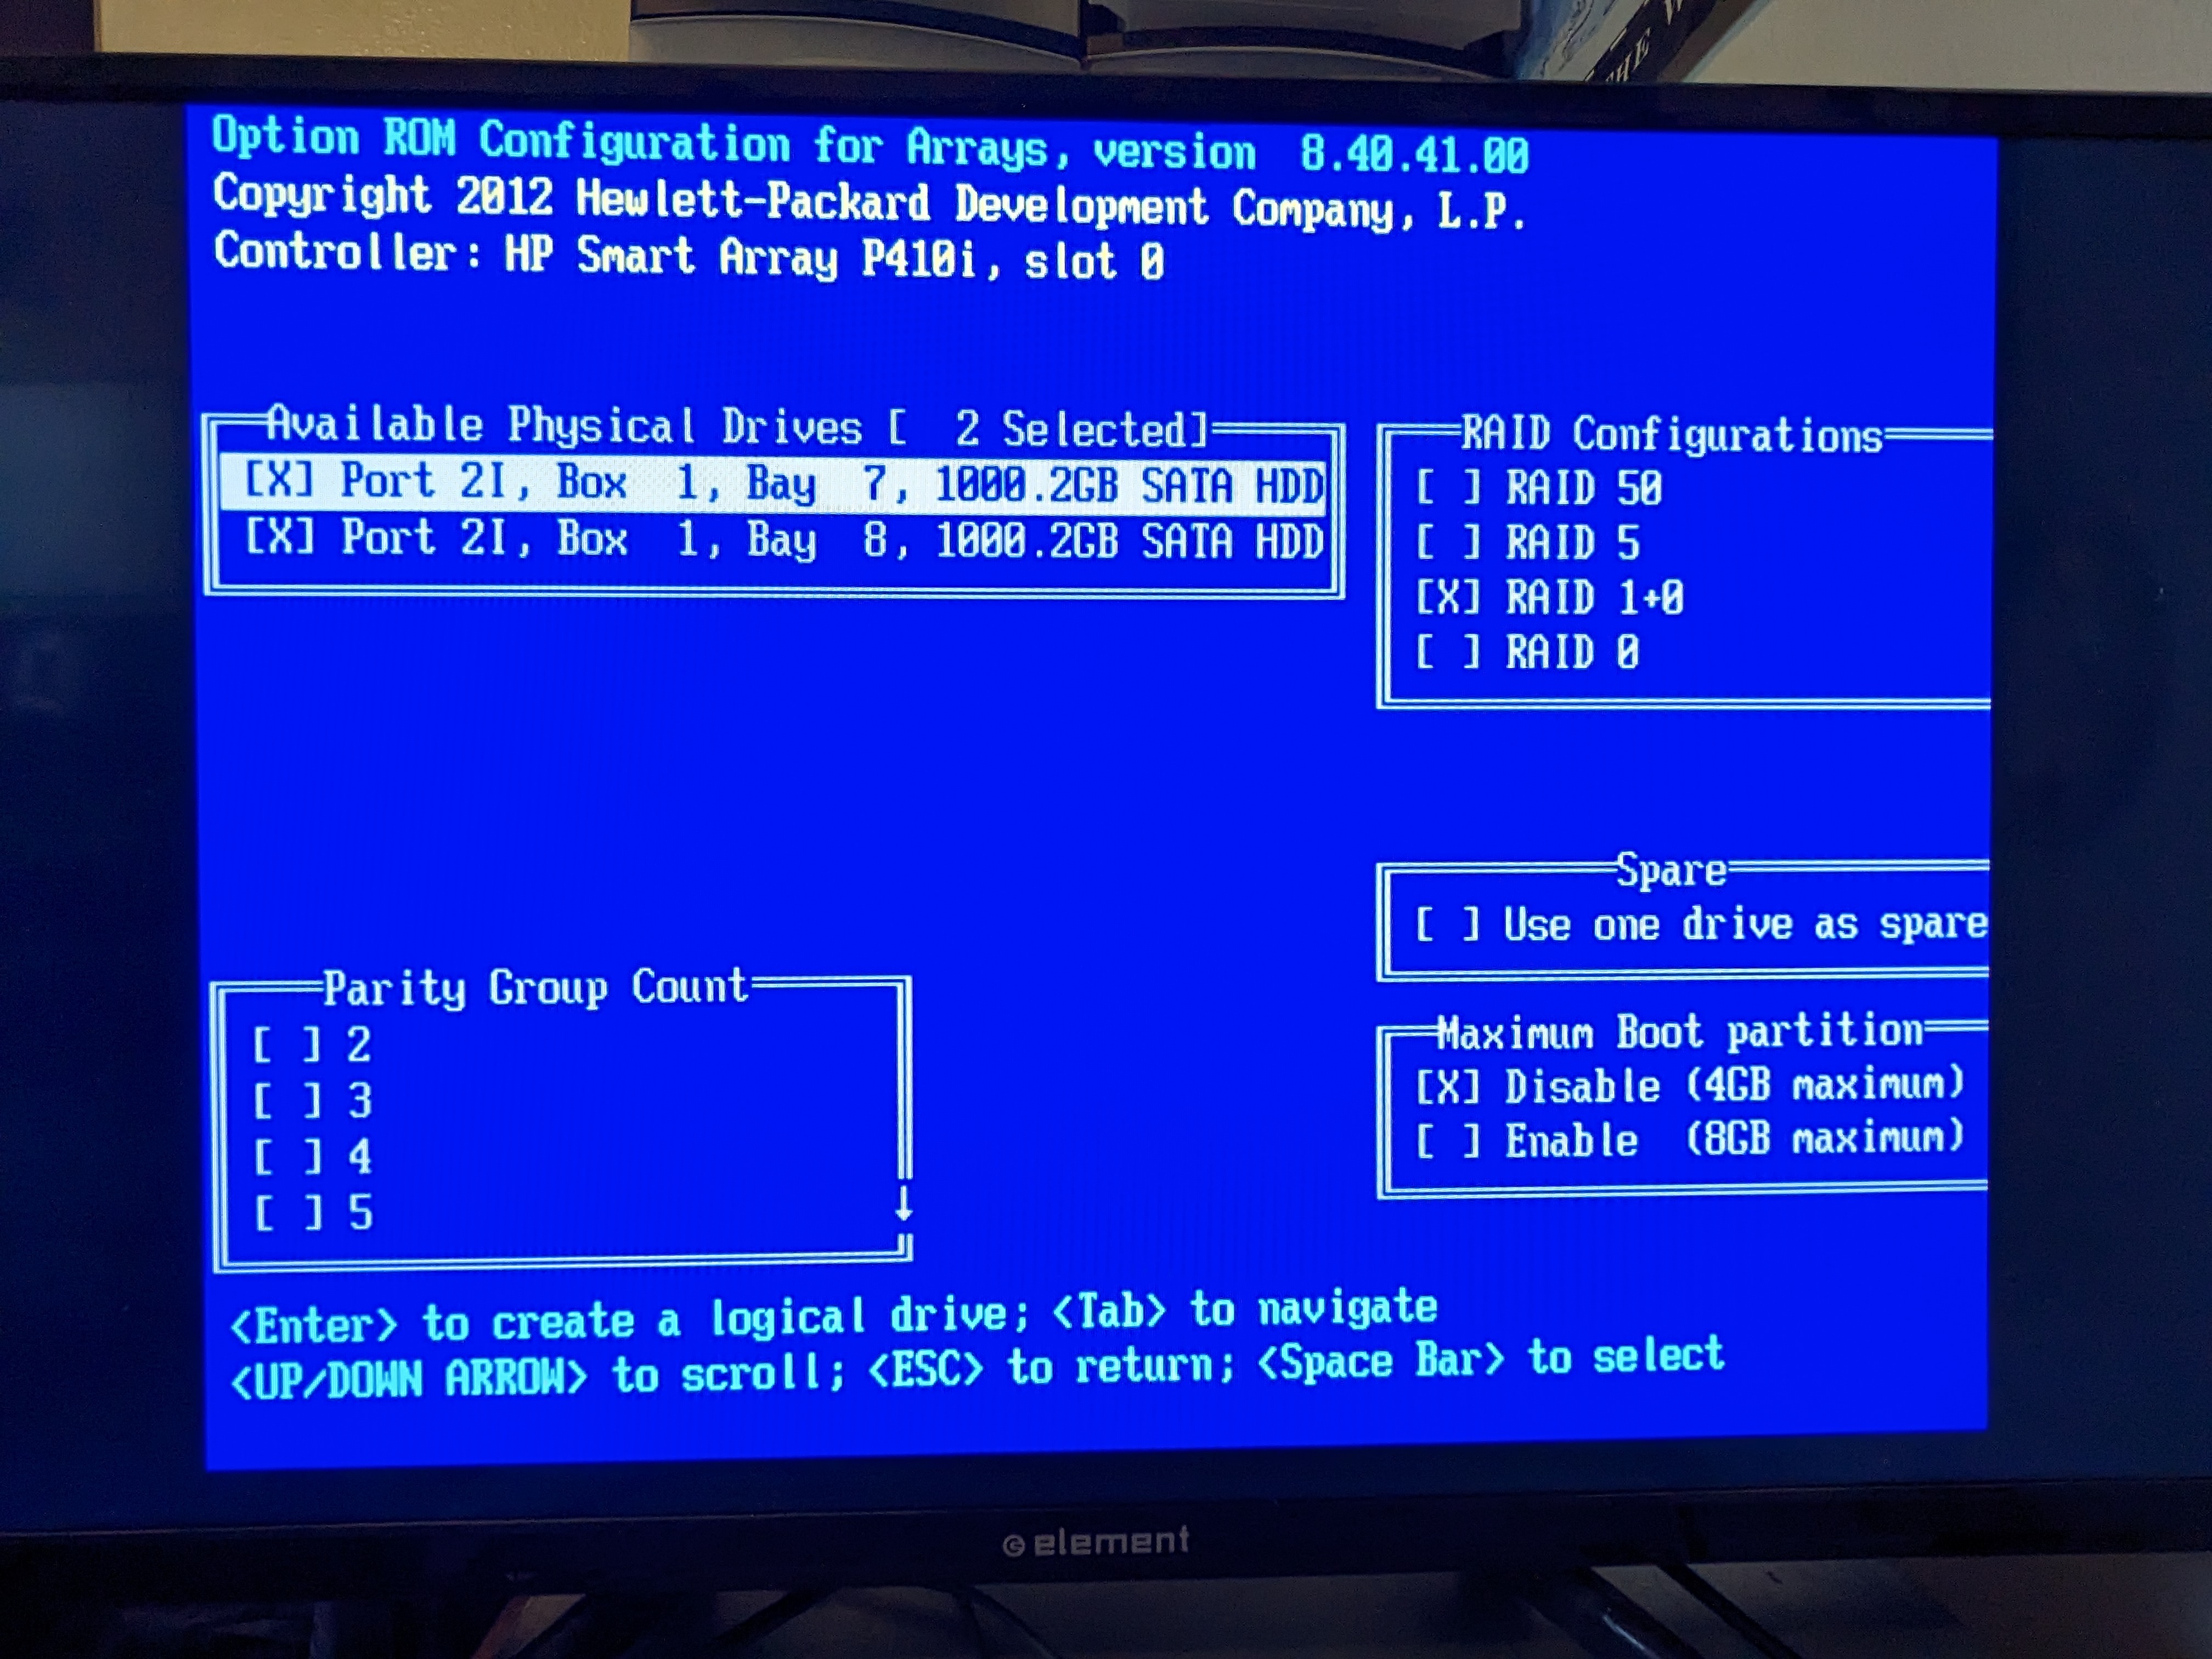 THE W
Option ROM Configuration for Arrays, version 8.40.41.00
Copyright 2012 Hewlett-Packard Development Company, L.P.
Controller: HP Smart Array P410i, slot 0
Available Physical Drives [ 2 Selected]
[X] Port 2I, Box 1, Bay 7, 1000.2GB SATA HDD
[X] Port 2I, Box 1, Bay 8, 1000.2GB SATA HDD
RAID Configurations
[ ] RAID 50
[ ] RAID 5
[X] RAID 1+0
[ ] RAID 0
Spare
[ ] Use one drive as spare
Parity Group Count
[ ] 2
[ ] 3
[ ] 4
[ ] 5
Maximum Boot partition
[X] Disable (4GB maximum)
[ ] Enable (8GB maximum)
<Enter> to create a logical drive; <Tab> to navigate
<UP/DOWN ARROW> to scroll; <ESC> to return; <Space Bar> to select
element